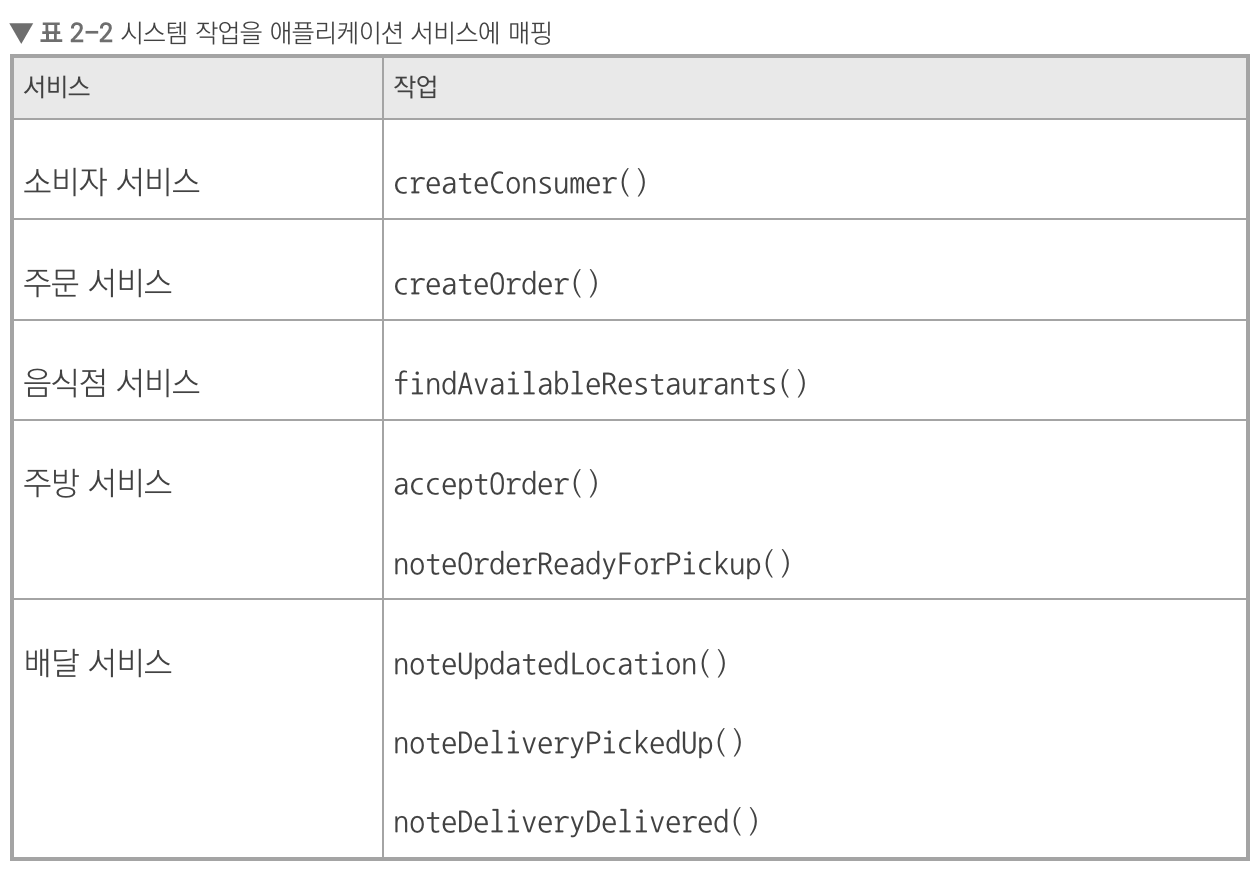 ▼ 표 2-2 시스템 작업을 애플리케이션 서비스에 매핑
서비스 작업
소비자 서비스 createConsumer()
주문 서비스 createOrder()
음식점 서비스 findAvailableRestaurants()
주방 서비스 acceptOrder()
noteOrderReadyForPickup()
배달 서비스 noteUpdatedLocation()
noteDeliveryPickedUp()
noteDeliveryDelivered()